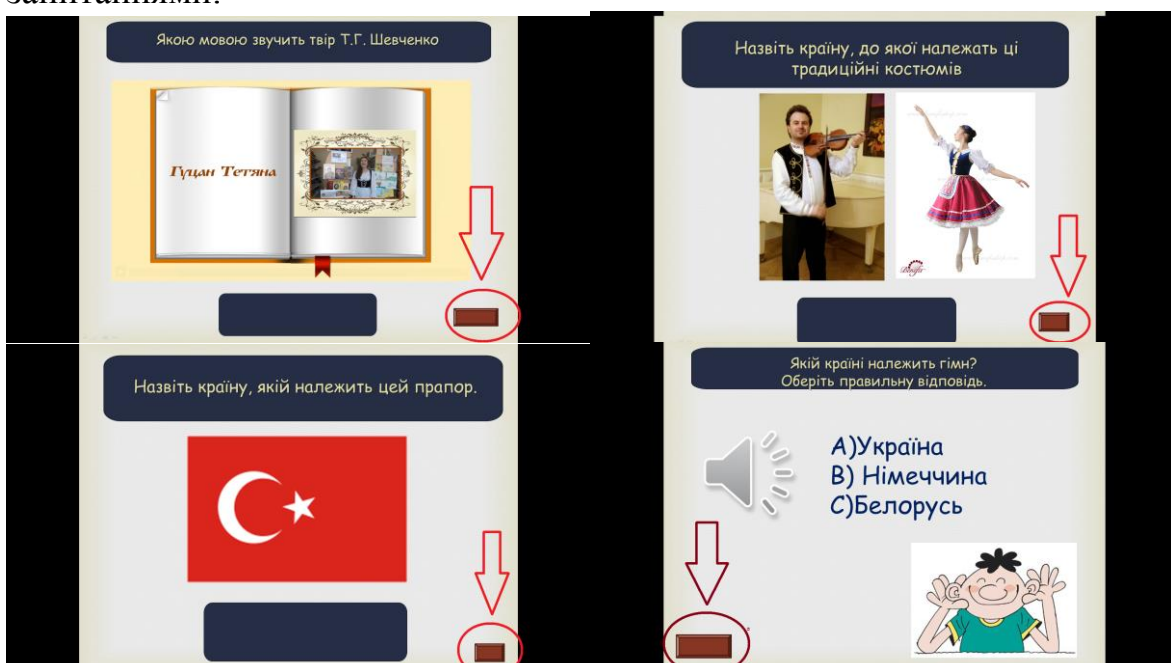 Якою мовою звучить твір Т.Г. Шевченко
Гуцан Тетяна
Назвіть країну, до якої належать ці
традиційні костюмів
Назвіть країну, якій належить цей прапор.
Якій країні належить гімн?
Оберіть правильну відповідь.
А)Україна
В) Німеччина
С)Белорусь